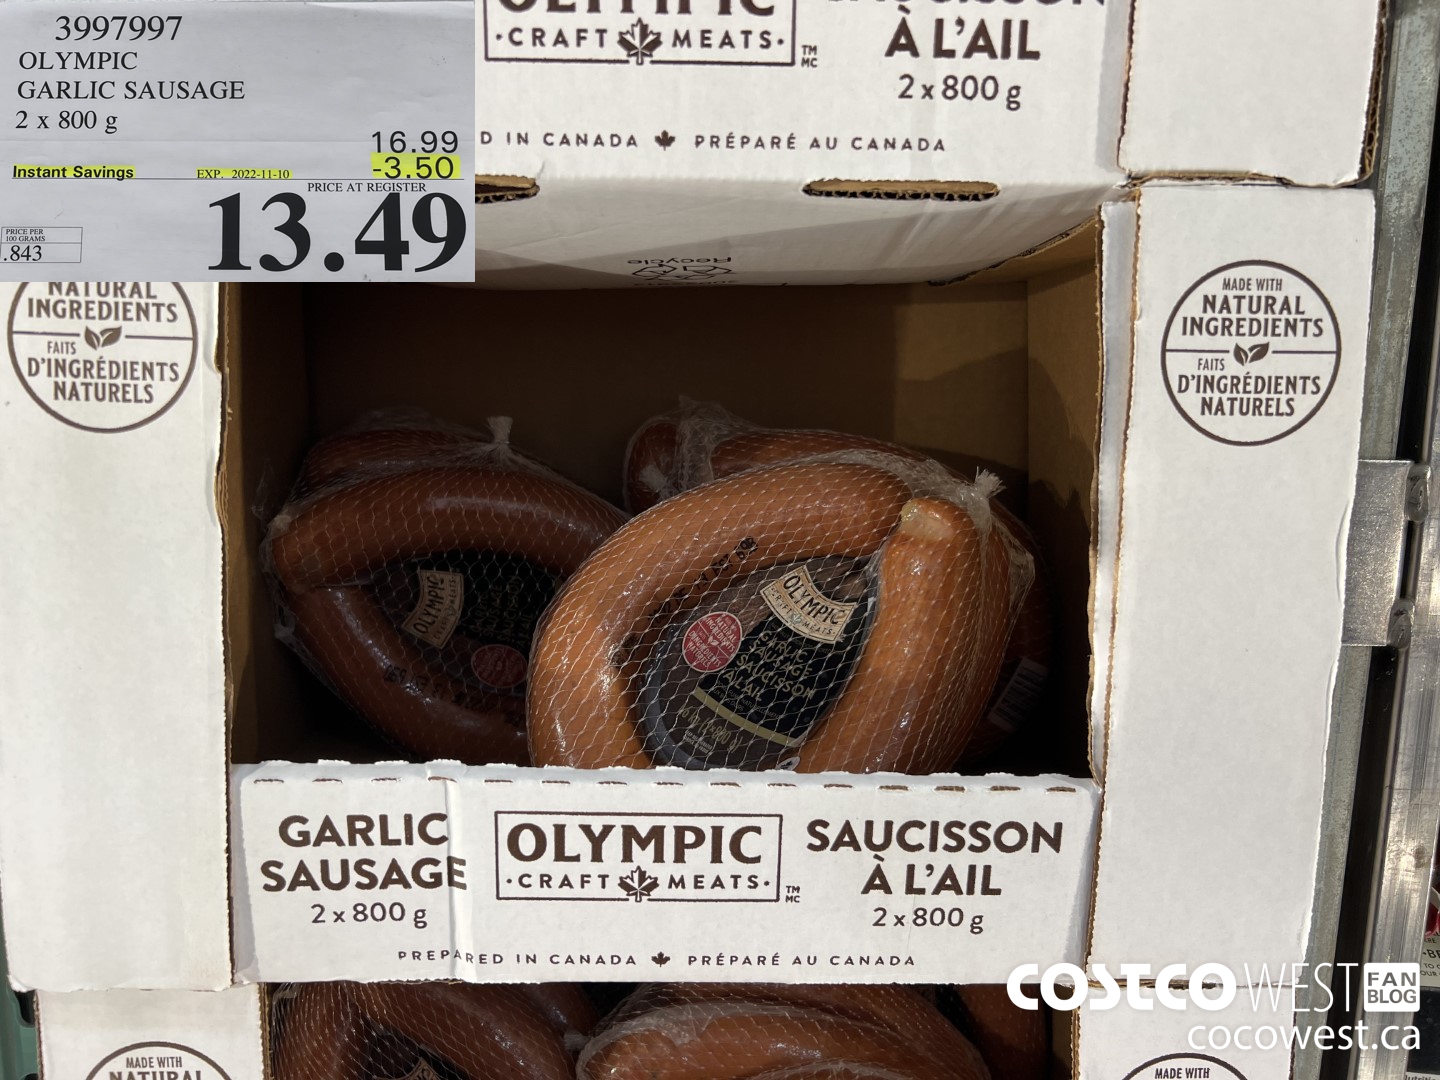 3997997
OLYMPIC
GARLIC SAUSAGE
2 x 800 g
16.99
Instant Savings EXP. 2022-11-10 -3.50
PRICE AT REGISTER
13.49
PRICE PER
100 GRAMS
.843
OLYMPIC
·CRAFT MEATS·
TM
MC
SAUCISSON
À L'AIL
2 x 800 g
D IN CANADA PRÉPARÉ AU CANADA
Recycle
NATURAL
INGREDIENTS
FAITS
D'INGRÉDIENTS
NATURELS
MADE WITH
NATURAL
INGREDIENTS
FAITS
D'INGRÉDIENTS
NATURELS
OLYMPIC
OLYMPIC
CRAFT MEATS
GARLIC
SAUSAGE
SAUCISSON
À L'AIL
GARLIC
SAUSAGE
2 x 800 g
OLYMPIC
·CRAFT MEATS·
TM
MC
SAUCISSON
À L'AIL
2 x 800 g
PREPARED IN CANADA PRÉPARÉ AU CANADA
MADE WITH
NATURAL
MADE WITH
COSTCO WEST FAN
BLOG
cocowest.ca